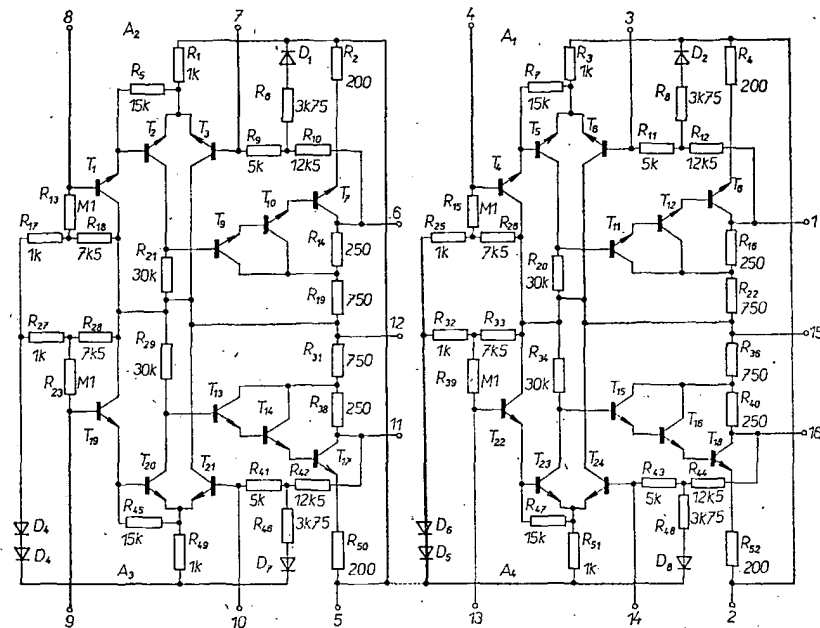 8
A2
7
4
A1
3
R1
1k
D1
R2
200
R5
15k
R6
3k75
R3
1k
D2
R4
200
R7
15k
R8
3k75
T2
T3
R9
5k
R10
12k5
T5
T6
R11
5k
R12
12k5
T1
T7
T4
T6
R13
M1
T9
T10
R15
M1
T11
T12
6
1
R17
1k
R18
7k5
R14
250
R25
1k
R26
7k5
R16
250
R21
30k
R19
750
R20
30k
R22
750
12
15
R27
1k
R28
7k5
R29
30k
R31
750
R32
1k
R33
7k5
R34
30k
R36
750
R23
M1
T13
T14
R38
250
R39
M1
T15
T16
R40
250
11
16
T19
T17
T22
T18
T20
T21
R41
5k
R42
12k5
T23
T24
R43
5k
R44
12k5
R45
15k
R46
3k75
R47
15k
R48
3k75
D4
D4
R49
1k
D7
R50
200
D6
D5
R51
1k
D8
R52
200
A3
A4
9
10
5
13
14
2